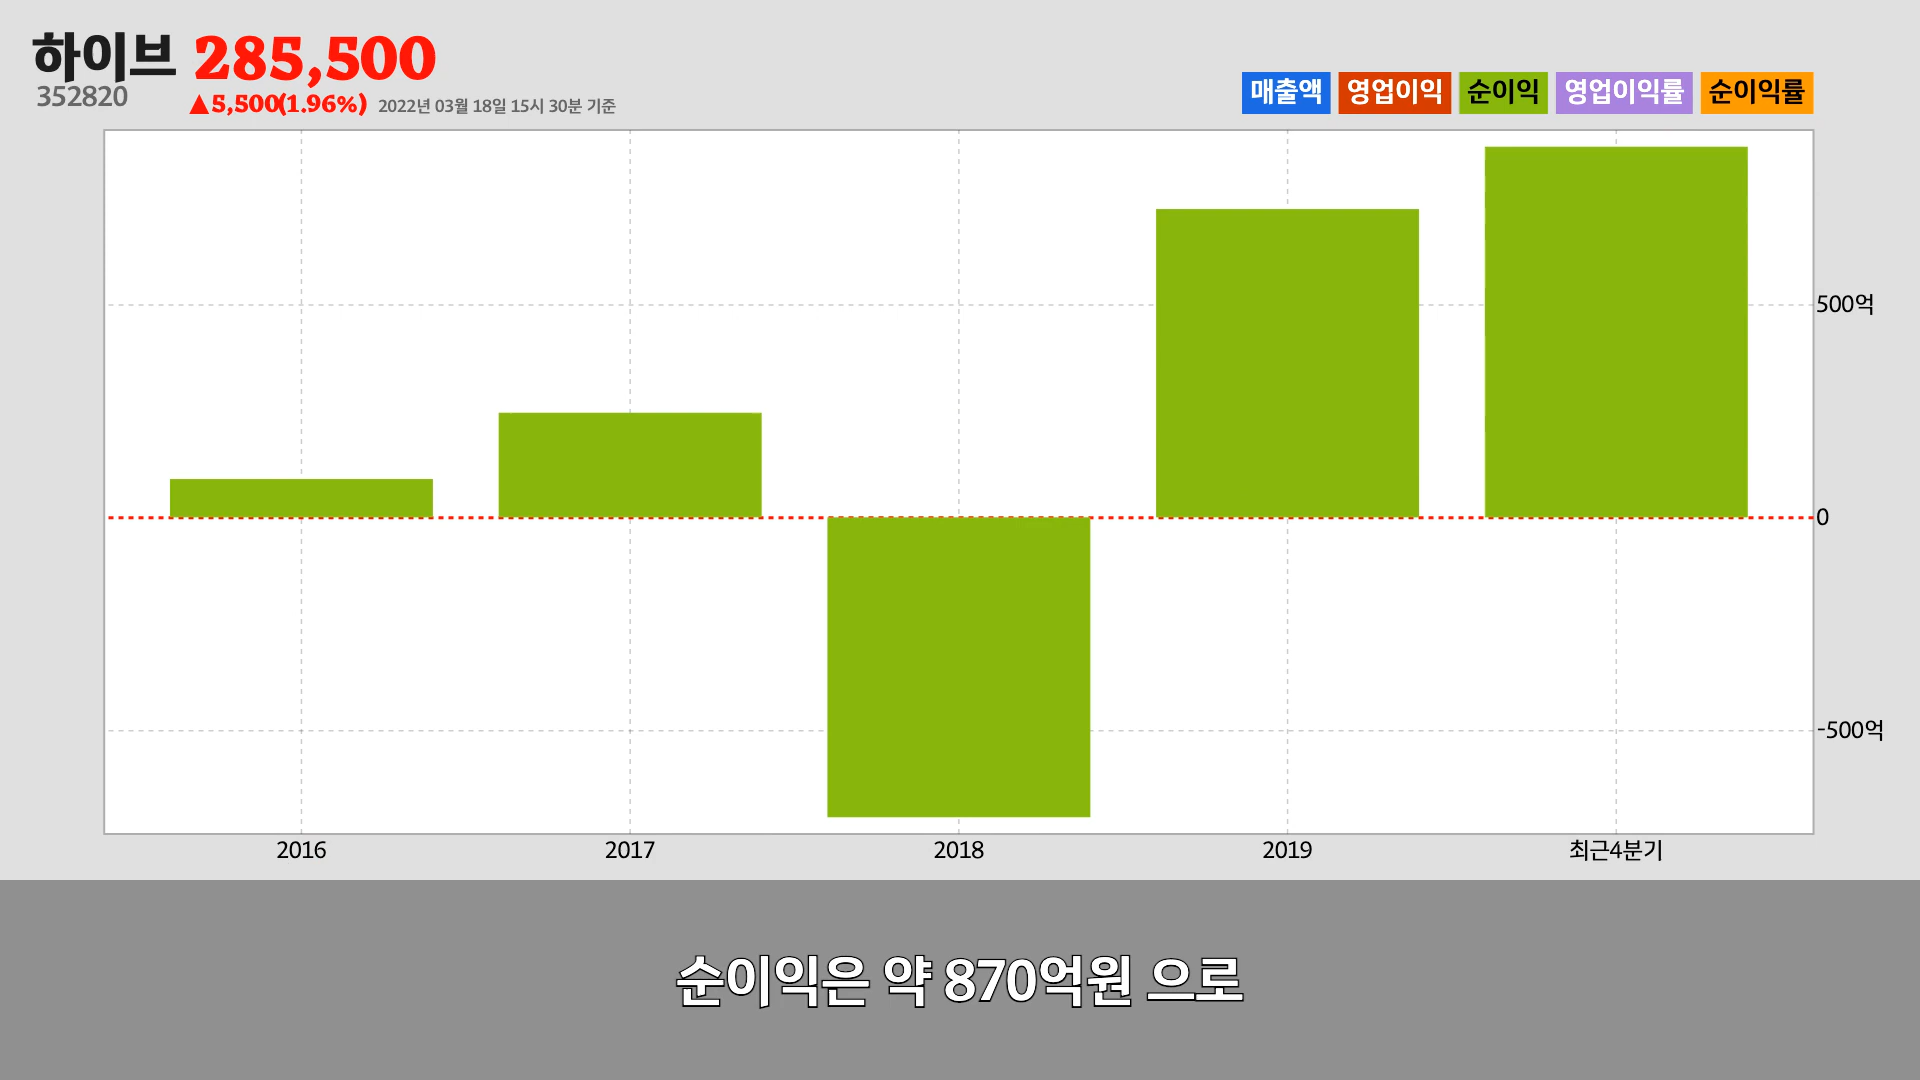 하이브 285,500
352820 ▲5,500(1.96%) 2022년 03월 18일 15시 30분 기준
매출액 영업이익 순이익 영업이익률 순이익률
500억
0
-500억
2016 2017 2018 2019 최근4분기
순이익은 약 870억원 으로